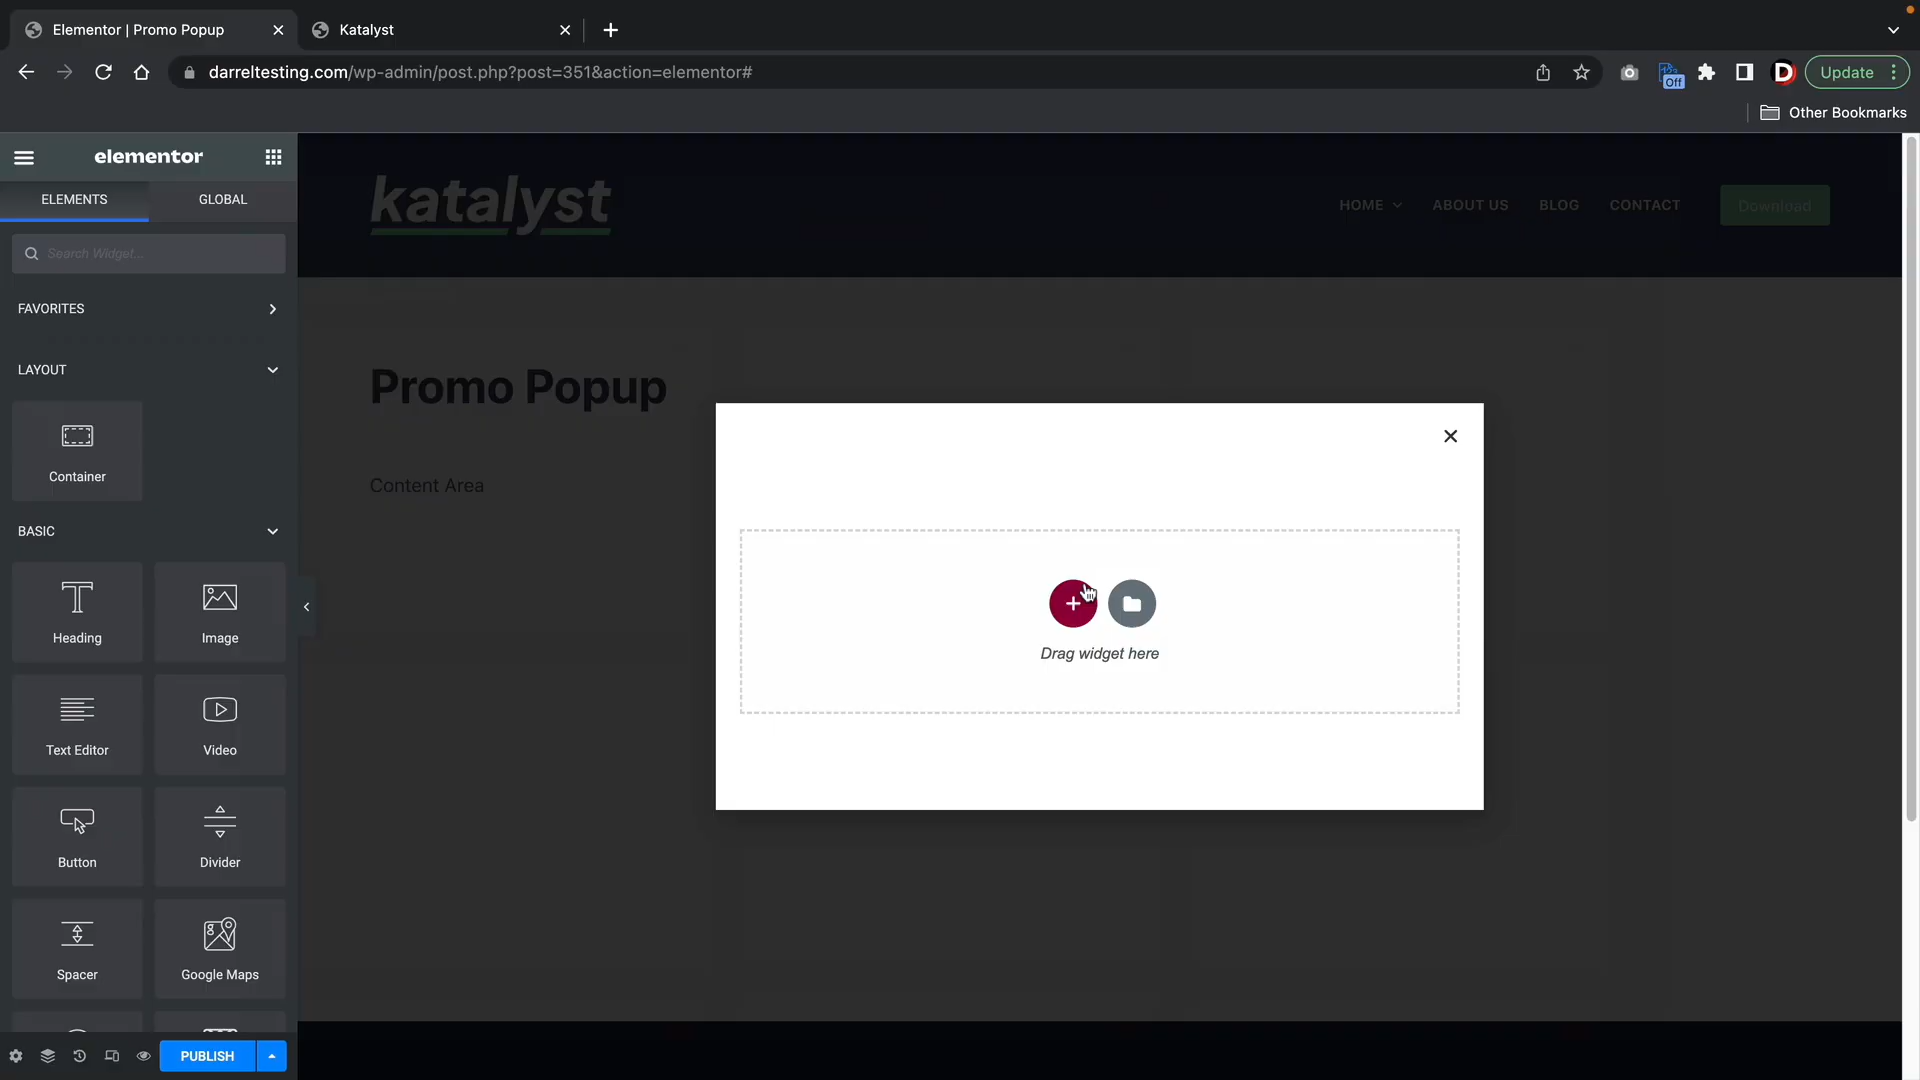 Elementor | Promo Popup
Katalyst
darreltesting.com/wp-admin/post.php?post=351&action=elementor#
Off
D
Update
Other Bookmarks
elementor
ELEMENTS
GLOBAL
Search Widget...
FAVORITES
LAYOUT
Container
BASIC
Heading
Image
Text Editor
Video
Button
Divider
Spacer
Google Maps
PUBLISH
katalyst
HOME
ABOUT US
BLOG
CONTACT
Download
Promo Popup
Content Area
Drag widget here